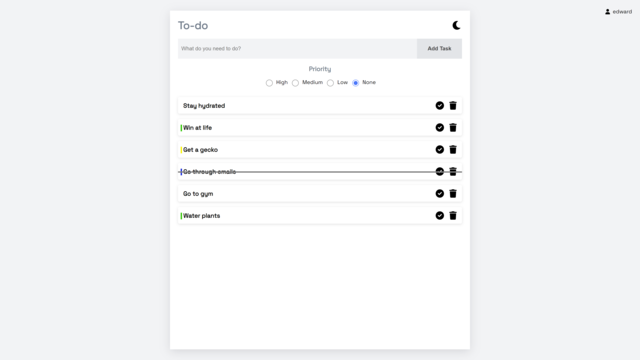 edward
To-do
What do you need to do?
Add Task
Priority
High Medium Low None
Stay hydrated
Win at life
Get a gecko
Go through emails
Go to gym
Water plants